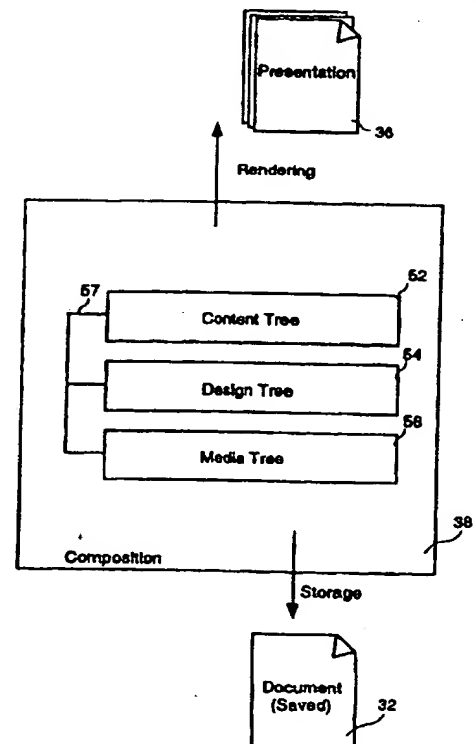 Presentation
36
Rendering
57
52
Content Tree
54
Design Tree
56
Media Tree
38
Composition
Storage
Document
(Saved)
32